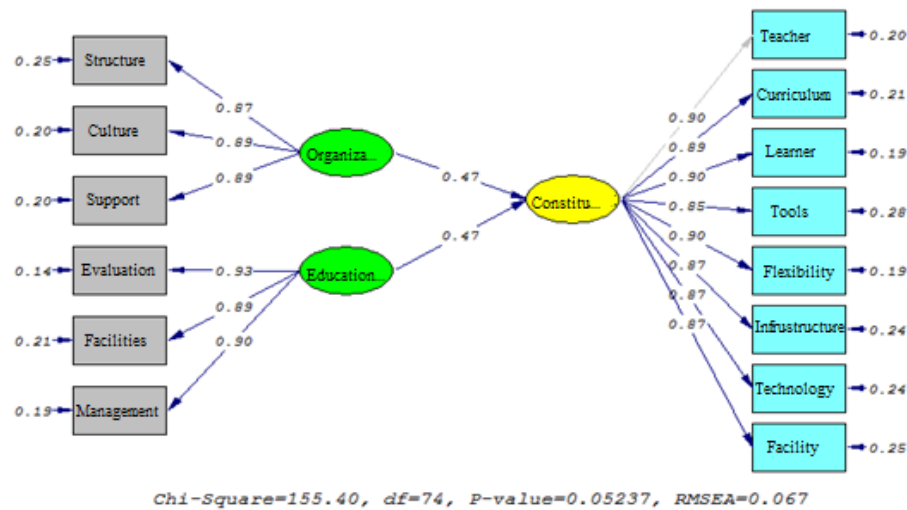 0.25 Structure
0.20 Culture
0.20 Support
0.14 Evaluation
0.21 Facilities
0.19 Management
0.87
0.89
0.89
0.93
0.89
0.90
Organiza...
Education...
0.47
0.47
Constitu...
0.90
0.89
0.90
0.85
0.90
0.87
0.87
0.87
Teacher 0.20
Curriculum 0.21
Learner 0.19
Tools 0.28
Flexibility 0.19
Infrustructure 0.24
Technology 0.24
Facility 0.25
Chi-Square=155.40, df=74, P-value=0.05237, RMSEA=0.067